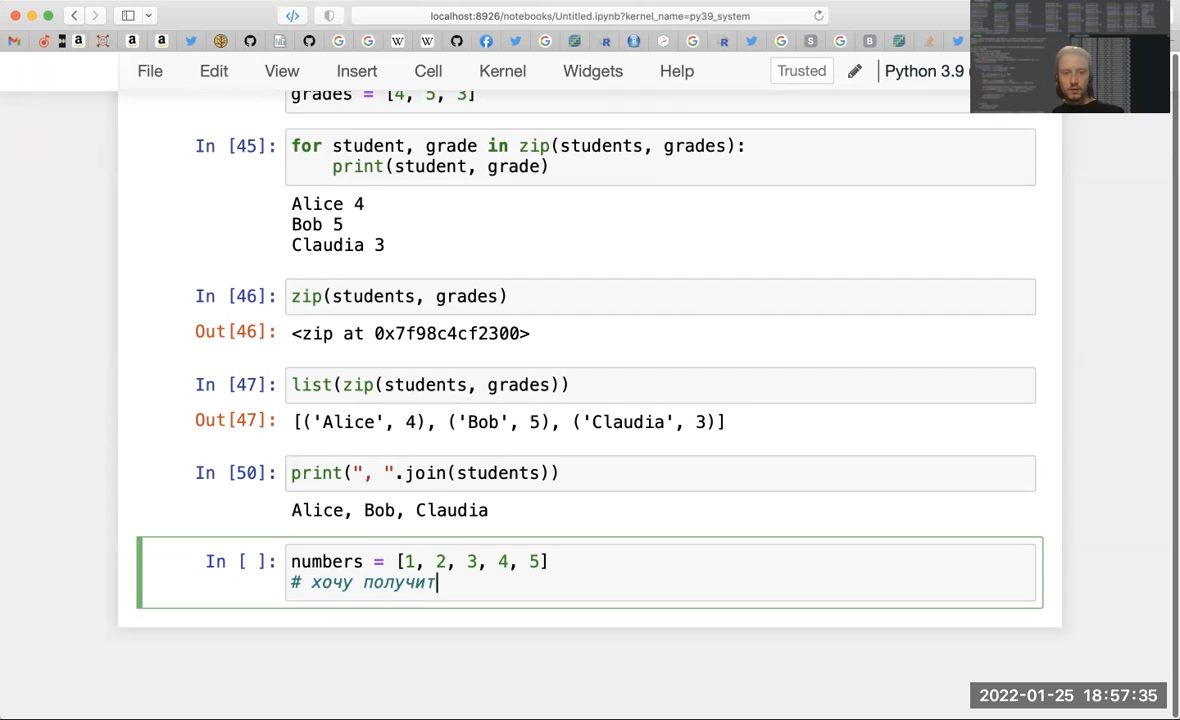 localhost:8926/notebooks/Untitled.ipynb?kernel_name=py39_system
File Edit View Insert Cell Kernel Widgets Help Trusted Python 3.9
grades = [4, 5, 3]
In [45]: for student, grade in zip(students, grades):
print(student, grade)
Alice 4
Bob 5
Claudia 3
In [46]: zip(students, grades)
Out[46]: <zip at 0x7f98c4cf2300>
In [47]: list(zip(students, grades))
Out[47]: [('Alice', 4), ('Bob', 5), ('Claudia', 3)]
In [50]: print(", ".join(students))
Alice, Bob, Claudia
In [ ]: numbers = [1, 2, 3, 4, 5]
# хочу получит
2022-01-25 18:57:35